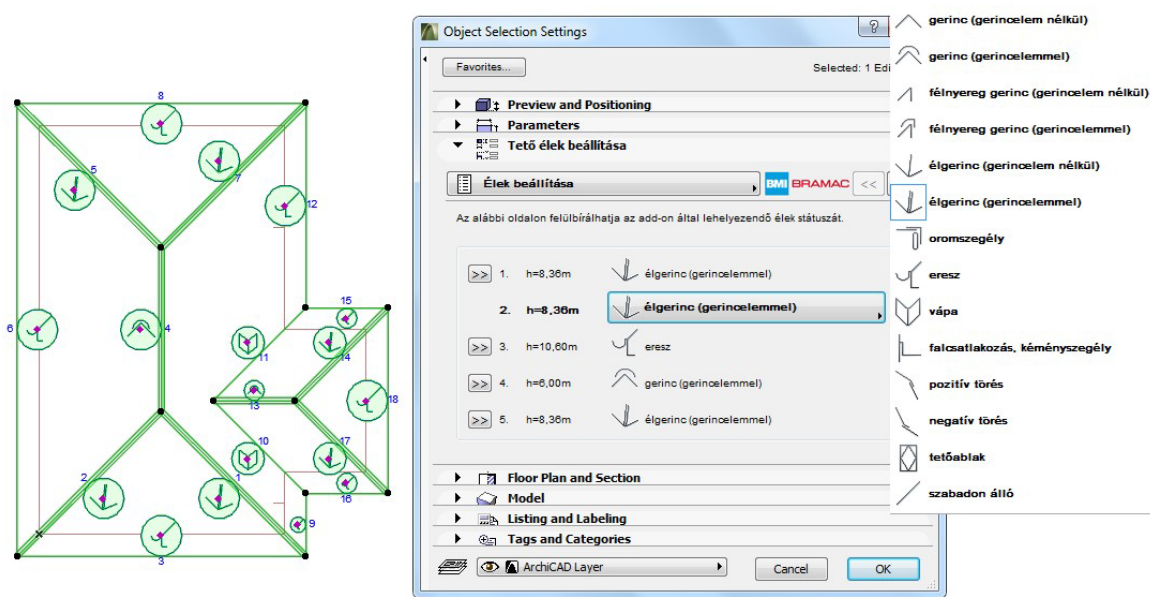 8
5
7
12
15
6
4
11
14
13
18
10
17
2
1
16
9
3
Object Selection Settings
?
Favorites...
Selected: 1 Edi
Preview and Positioning
Parameters
Tető élek beállítása
Élek beállítása
BMI BRAMAC <<
Az alábbi oldalon felülbírálhatja az add-on által lehelyezendő élek státuszát.
>> 1. h=8,36m élgerinc (gerincelemmel)
2. h=8,36m élgerinc (gerincelemmel)
>> 3. h=10,60m eresz
>> 4. h=6,00m gerinc (gerincelemmel)
>> 5. h=8,36m élgerinc (gerincelemmel)
Floor Plan and Section
Model
Listing and Labeling
Tags and Categories
ArchiCAD Layer
Cancel
OK
gerinc (gerincelem nélkül)
gerinc (gerincelemmel)
félnyereg gerinc (gerincelem nélkül)
félnyereg gerinc (gerincelemmel)
élgerinc (gerincelem nélkül)
élgerinc (gerincelemmel)
oromszegély
eresz
vápa
falcsatlakozás, kéményszegély
pozitív törés
negatív törés
tetőablak
szabadon álló